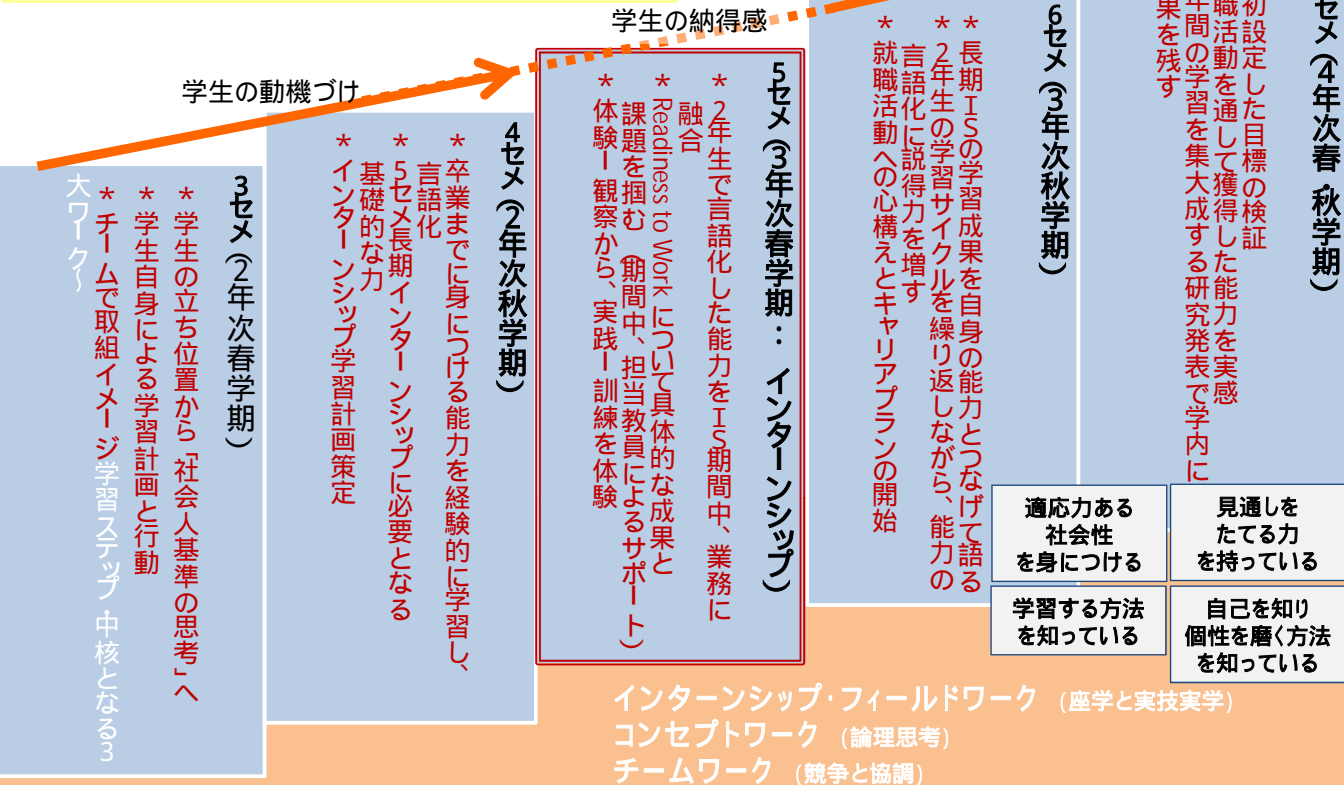 学生の納得感
学生の動機づけ
3セメ(2年次春学期)
*学生の立ち位置から「社会人基準の思考」へ
*学生自身による学習計画と行動
*チームで取組イメージ学習ステップ・中核となる3
大ワーク~
4セメ(2年次秋学期)
*卒業までに身につける能力を経験的に学習し、
言語化
*5セメ長期インターンシップに必要となる
基礎的な力
*インターンシップ学習計画策定
5セメ(3年次春学期：インターンシップ)
*2年生で言語化した能力をIS期間中、業務に
融合
*Readiness to Workについて具体的な成果と
課題を掴む(期間中、担当教員によるサポート)
*体験ー観察から、実践ー訓練を体験
6セメ(3年次秋学期)
*長期ISの学習成果を自身の能力とつなげて語る
*2年生の学習サイクルを繰り返しながら、能力の
言語化に説得力を増す
*就職活動への心構えとキャリアプランの開始
セメ(4年次春・秋学期)
初設定した目標の検証
職活動を通して獲得した能力を実感
年間の学習を集大成する研究発表で学内に
果を残す
適応力ある
社会性
を身につける
見通しを
たてる力
を持っている
学習する方法
を知っている
自己を知り
個性を磨く方法
を知っている
インターンシップ・フィールドワーク (座学と実技実学)
コンセプトワーク (論理思考)
チームワーク (競争と協調)